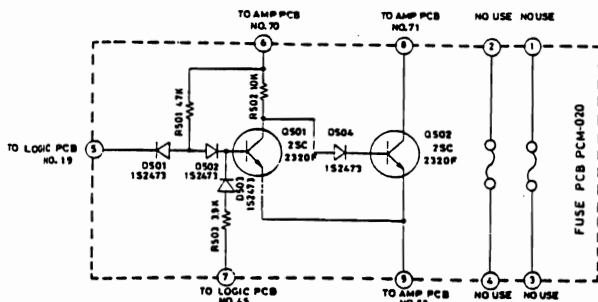 TO AMP PCB
NO.70
TO AMP PCB
NO.71
NO USE
NO USE
6
8
2
1
R501 47K
R502 10K
TO LOGIC PCB
NO.19
5
D501
1S2473
D502
1S2473
D503
1S2473
Q501
2SC
2320F
D504
1S2473
Q502
2SC
2320F
R503 3.9K
FUSE PCB PCM-020
7
9
4
3
TO LOGIC PCB
TO AMP PCB
NO USE
NO USE